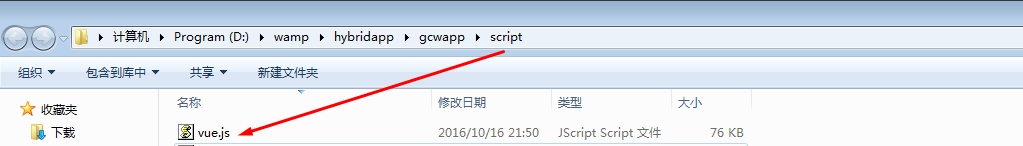 计算机 Program (D:) wamp hybridapp gcwapp script
组织 包含到库中 共享 新建文件夹
收藏夹 名称 修改日期 类型 大小
下载 vue.js 2016/10/16 21:50 JScript Script 文件 76 KB